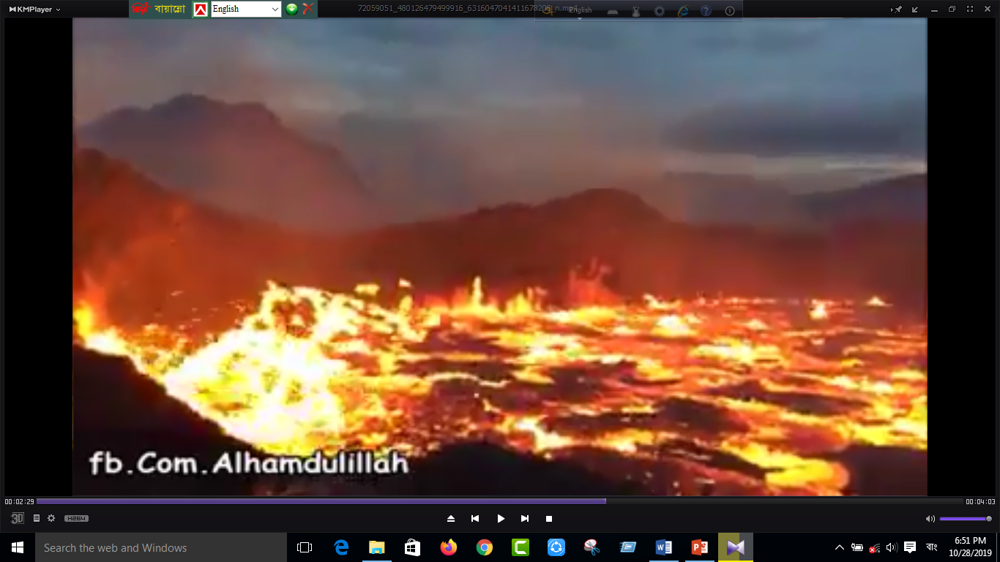 KMPlayer
বায়ান্নো
English
72059051_480126479499916_6316047041411678208_n.mp4
English
fb.Com.Alhamdulillah
00:02:29
00:04:03
3D
H264
Search the web and Windows
বাং
6:51 PM
10/28/2019